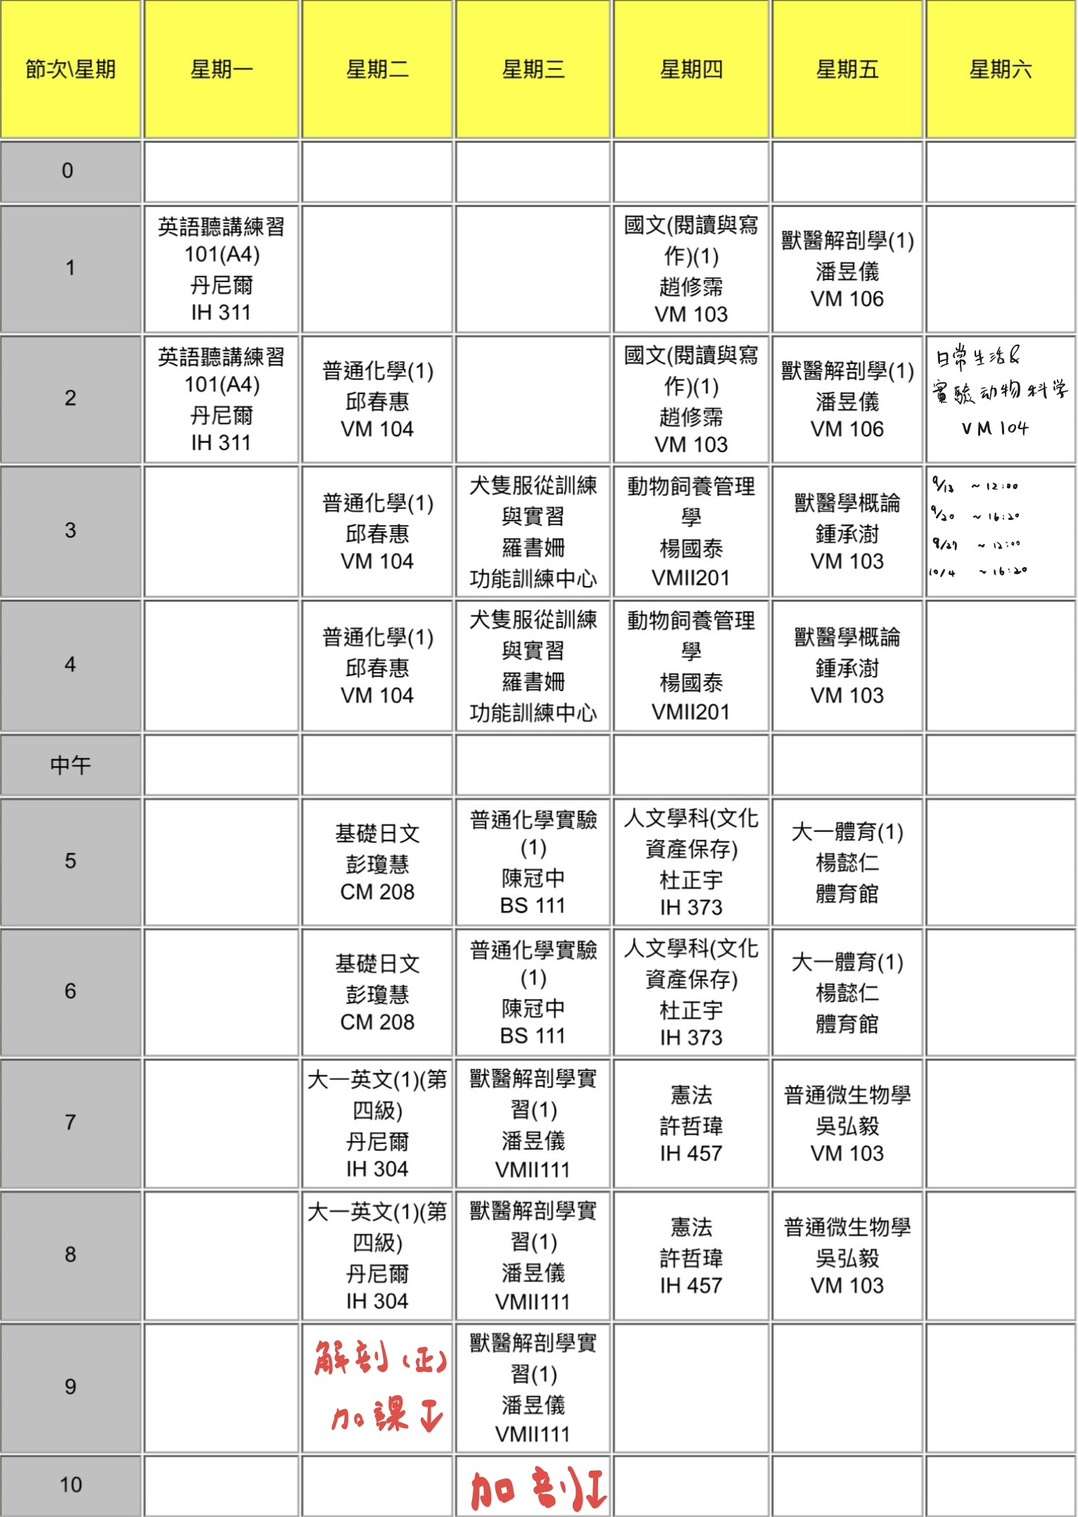 節次\星期
星期一
星期二
星期三
星期四
星期五
星期六
0
1
英語聽講練習
101(A4)
丹尼爾
IH 311
國文(閱讀與寫
作)(1)
趙修霈
VM 103
獸醫解剖學(1)
潘昱儀
VM 106
2
英語聽講練習
101(A4)
丹尼爾
IH 311
普通化學(1)
邱春惠
VM 104
國文(閱讀與寫
作)(1)
趙修霈
VM 103
獸醫解剖學(1)
潘昱儀
VM 106
日常生活&
實驗动物科学
VM 104
3
普通化學(1)
邱春惠
VM 104
犬隻服從訓練
與實習
羅書姍
功能訓練中心
動物飼養管理
學
楊國泰
VMII201
獸醫學概論
鍾承澍
VM 103
9/13 ~ 12:00
9/20 ~ 16:20
9/27 ~ 12:00
10/4 ~ 16:20
4
普通化學(1)
邱春惠
VM 104
犬隻服從訓練
與實習
羅書姍
功能訓練中心
動物飼養管理
學
楊國泰
VMII201
獸醫學概論
鍾承澍
VM 103
中午
5
基礎日文
彭瓊慧
CM 208
普通化學實驗
(1)
陳冠中
BS 111
人文學科(文化
資產保存)
杜正宇
IH 373
大一體育(1)
楊懿仁
體育館
6
基礎日文
彭瓊慧
CM 208
普通化學實驗
(1)
陳冠中
BS 111
人文學科(文化
資產保存)
杜正宇
IH 373
大一體育(1)
楊懿仁
體育館
7
大一英文(1)(第
四級)
丹尼爾
IH 304
獸醫解剖學實
習(1)
潘昱儀
VMII111
憲法
許哲瑋
IH 457
普通微生物學
吳弘毅
VM 103
8
大一英文(1)(第
四級)
丹尼爾
IH 304
獸醫解剖學實
習(1)
潘昱儀
VMII111
憲法
許哲瑋
IH 457
普通微生物學
吳弘毅
VM 103
9
解剖(正)
加課↓
獸醫解剖學實
習(1)
潘昱儀
VMII111
10
加剖↓